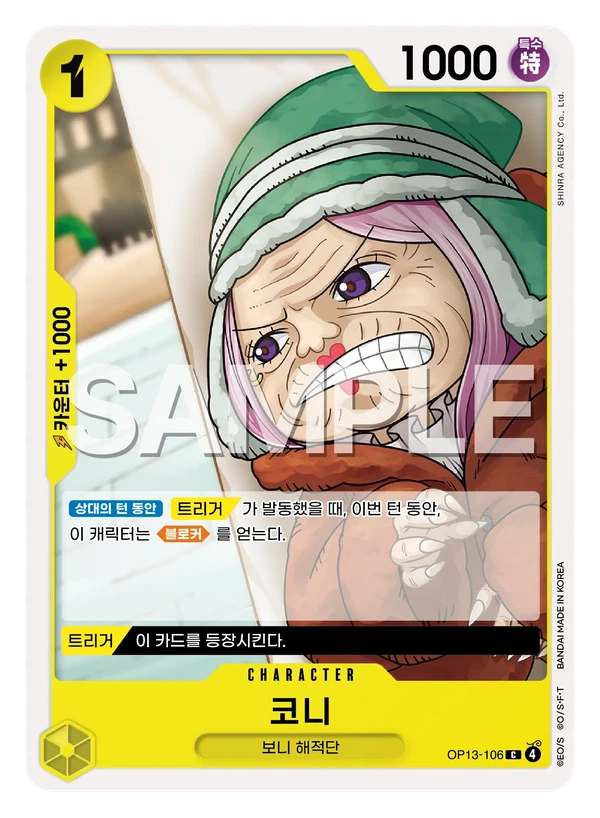 1
1000
특수
特
SHINRA AGENCY Co., Ltd.
카운터 +1000
SAMPLE
상대의 턴 동안 트리거 가 발동했을 때, 이번 턴 동안,
이 캐릭터는 블로커 를 얻는다.
트리거 이 카드를 등장시킨다.
CHARACTER
코니
보니 해적단
OP13-106 C 4
©EO/S ©O/S·F·T BANDAI MADE IN KOREA